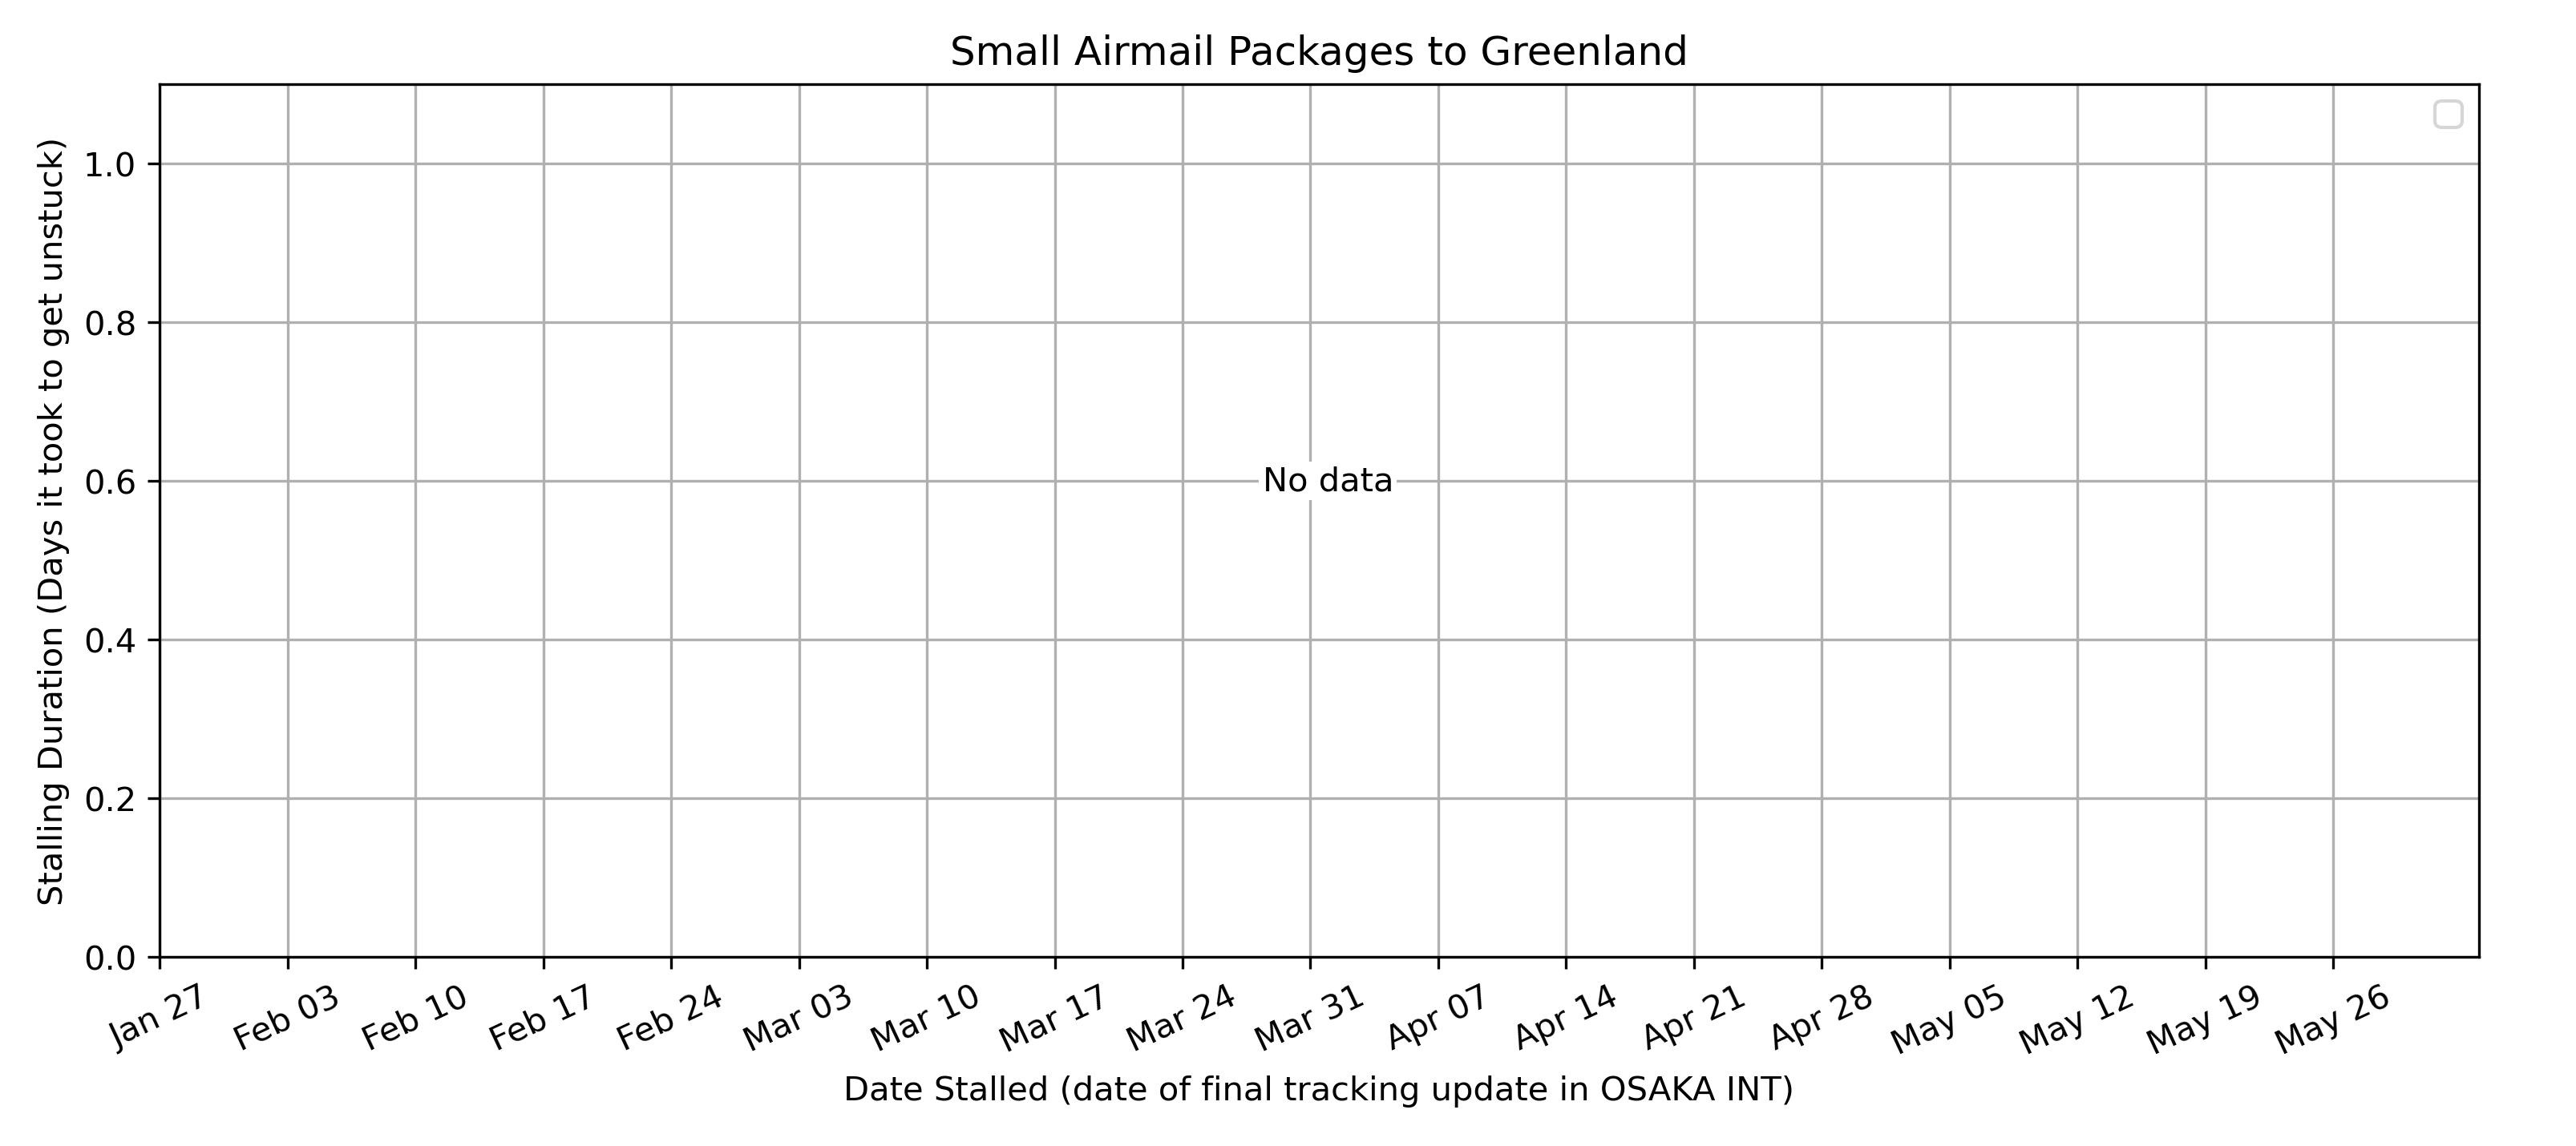 Small Airmail Packages to Greenland
Stalling Duration (Days it took to get unstuck)
1.0
0.8
0.6
0.4
0.2
0.0
No data
Jan 27
Feb 03
Feb 10
Feb 17
Feb 24
Mar 03
Mar 10
Mar 17
Mar 24
Mar 31
Apr 07
Apr 14
Apr 21
Apr 28
May 05
May 12
May 19
May 26
Date Stalled (date of final tracking update in OSAKA INT)